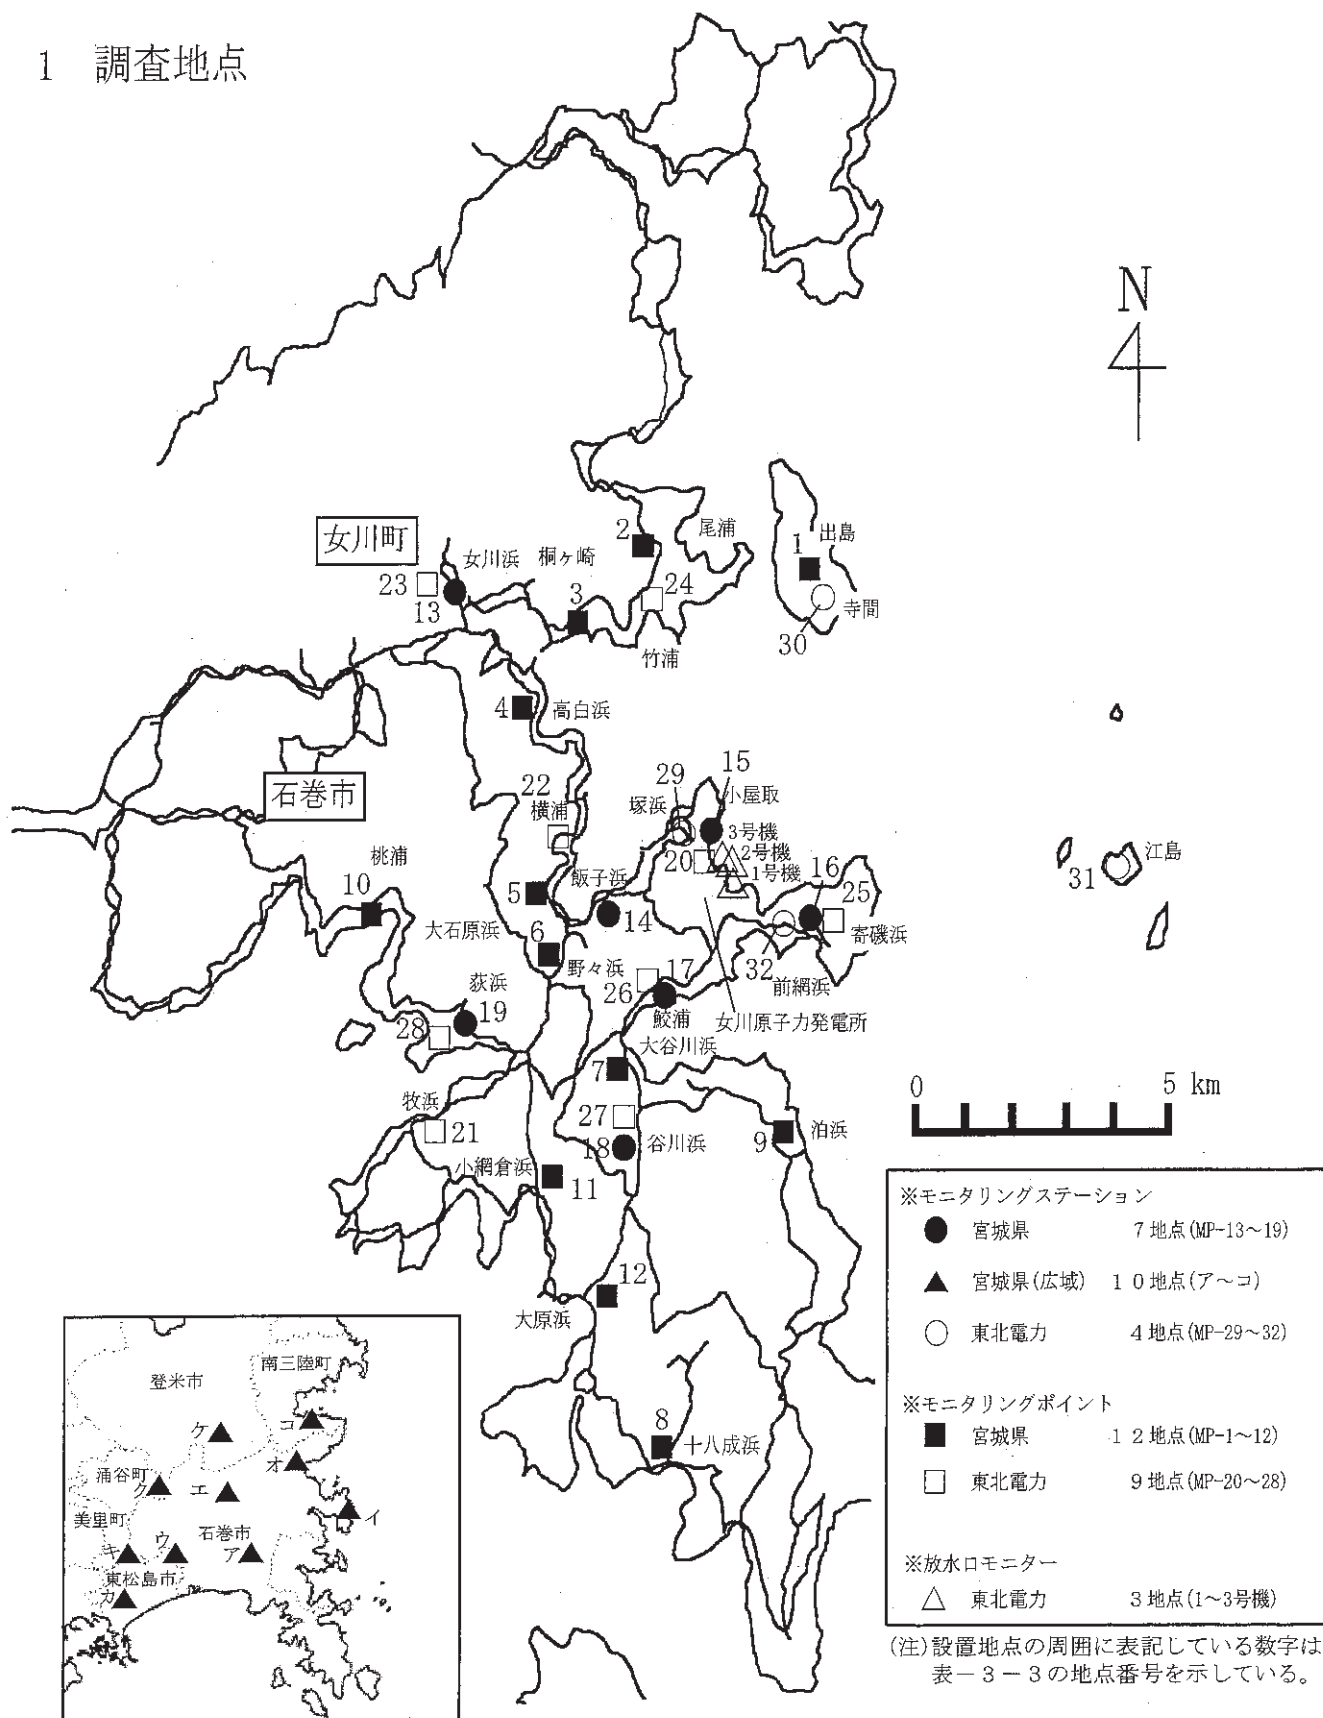 1 調査地点
N
女川町
23
13
女川浜
桐ヶ崎
3
2
尾浦
24
竹浦
1
出島
30
寺間
4
高白浜
石巻市
22
横浦
29
塚浜
15
小屋取
3号機
2号機
1号機
20
16
25
寄磯浜
31
江島
桃浦
10
5
飯子浜
14
大石原浜
6
野々浜
32
前網浜
17
26
鮫浦
女川原子力発電所
荻浜
19
28
大谷川浜
7
牧浜
21
27
18
谷川浜
9
泊浜
小網倉浜
11
12
大原浜
8
十八成浜
0 5 km
※モニタリングステーション
宮城県 7地点(MP-13~19)
宮城県(広域) 10地点(ア~コ)
東北電力 4地点(MP-29~32)
※モニタリングポイント
宮城県 12地点(MP-1~12)
東北電力 9地点(MP-20~28)
※放水口モニター
東北電力 3地点(1~3号機)
(注)設置地点の周囲に表記している数字は
表-3-3の地点番号を示している。
南三陸町
登米市
ケ
コ
オ
涌谷町
ク
エ
イ
美里町
石巻市
キ
ウ
ア
東松島市
カ